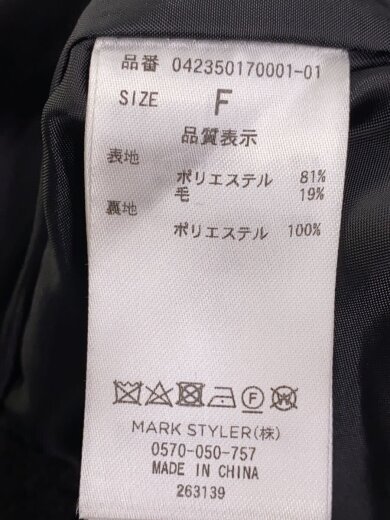 品番 042350170001-01
SIZE F
品質表示
表地
ポリエステル 81%
毛 19%
裏地
ポリエステル 100%
MARK STYLER(株)
0570-050-757
MADE IN CHINA
263139